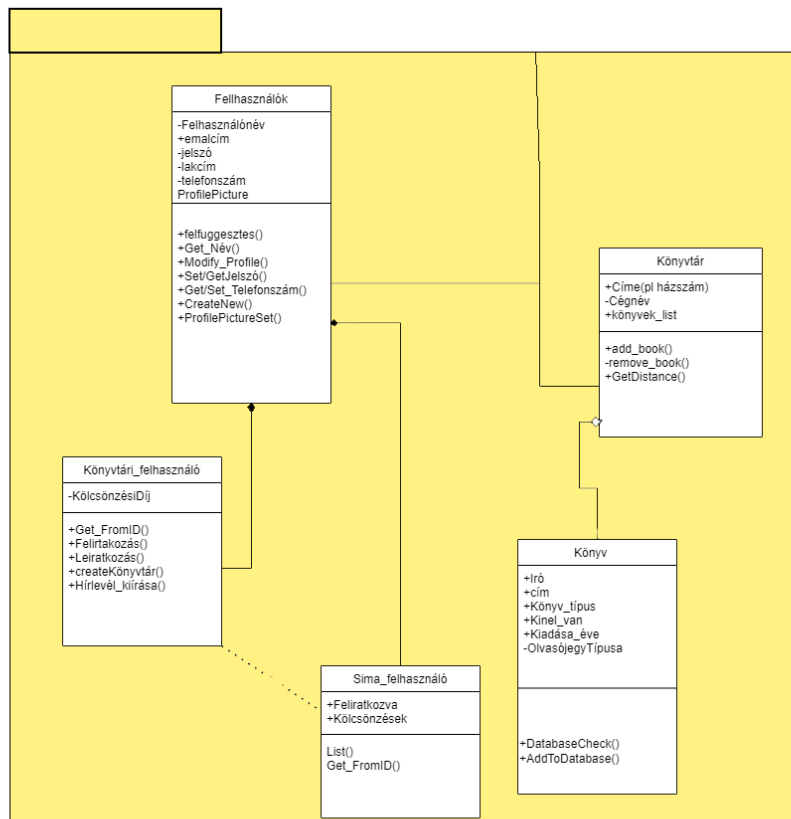 Fellhasználók
-Felhasználónév
+emalcím
-jelszó
-lakcím
-telefonszám
ProfilePicture
+felfuggesztes()
+Get_Név()
+Modify_Profile()
+Set/GetJelszó()
+Get/Set_Telefonszám()
+CreateNew()
+ProfilePictureSet()
Könyvtár
+Címe(pl házszám)
-Cégnév
+könyvek_list
+add_book()
-remove_book()
+GetDistance()
Könyvtári_felhasználó
-KölcsönzésiDíj
+Get_FromID()
+Felirtakozás()
+Leiratkozás()
+createKönyvtár()
+Hírlevél_kiírása()
Könyv
+Iró
+cím
+Könyv_típus
+Kinel_van
+Kiadása_éve
-OlvasójegyTípusa
+DatabaseCheck()
+AddToDatabase()
Sima_felhasználó
+Feliratkozva
+Kölcsönzések
List()
Get_FromID()